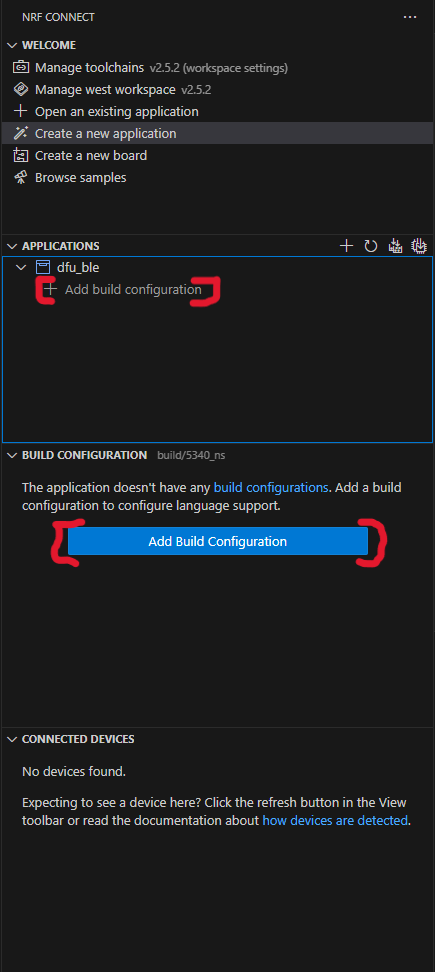 NRF CONNECT
WELCOME
Manage toolchains v2.5.2 (workspace settings)
Manage west workspace v2.5.2
Open an existing application
Create a new application
Create a new board
Browse samples
APPLICATIONS
dfu_ble
Add build configuration
BUILD CONFIGURATION build/5340_ns
The application doesn't have any build configurations. Add a build
configuration to configure language support.
Add Build Configuration
CONNECTED DEVICES
No devices found.
Expecting to see a device here? Click the refresh button in the View
toolbar or read the documentation about how devices are detected.